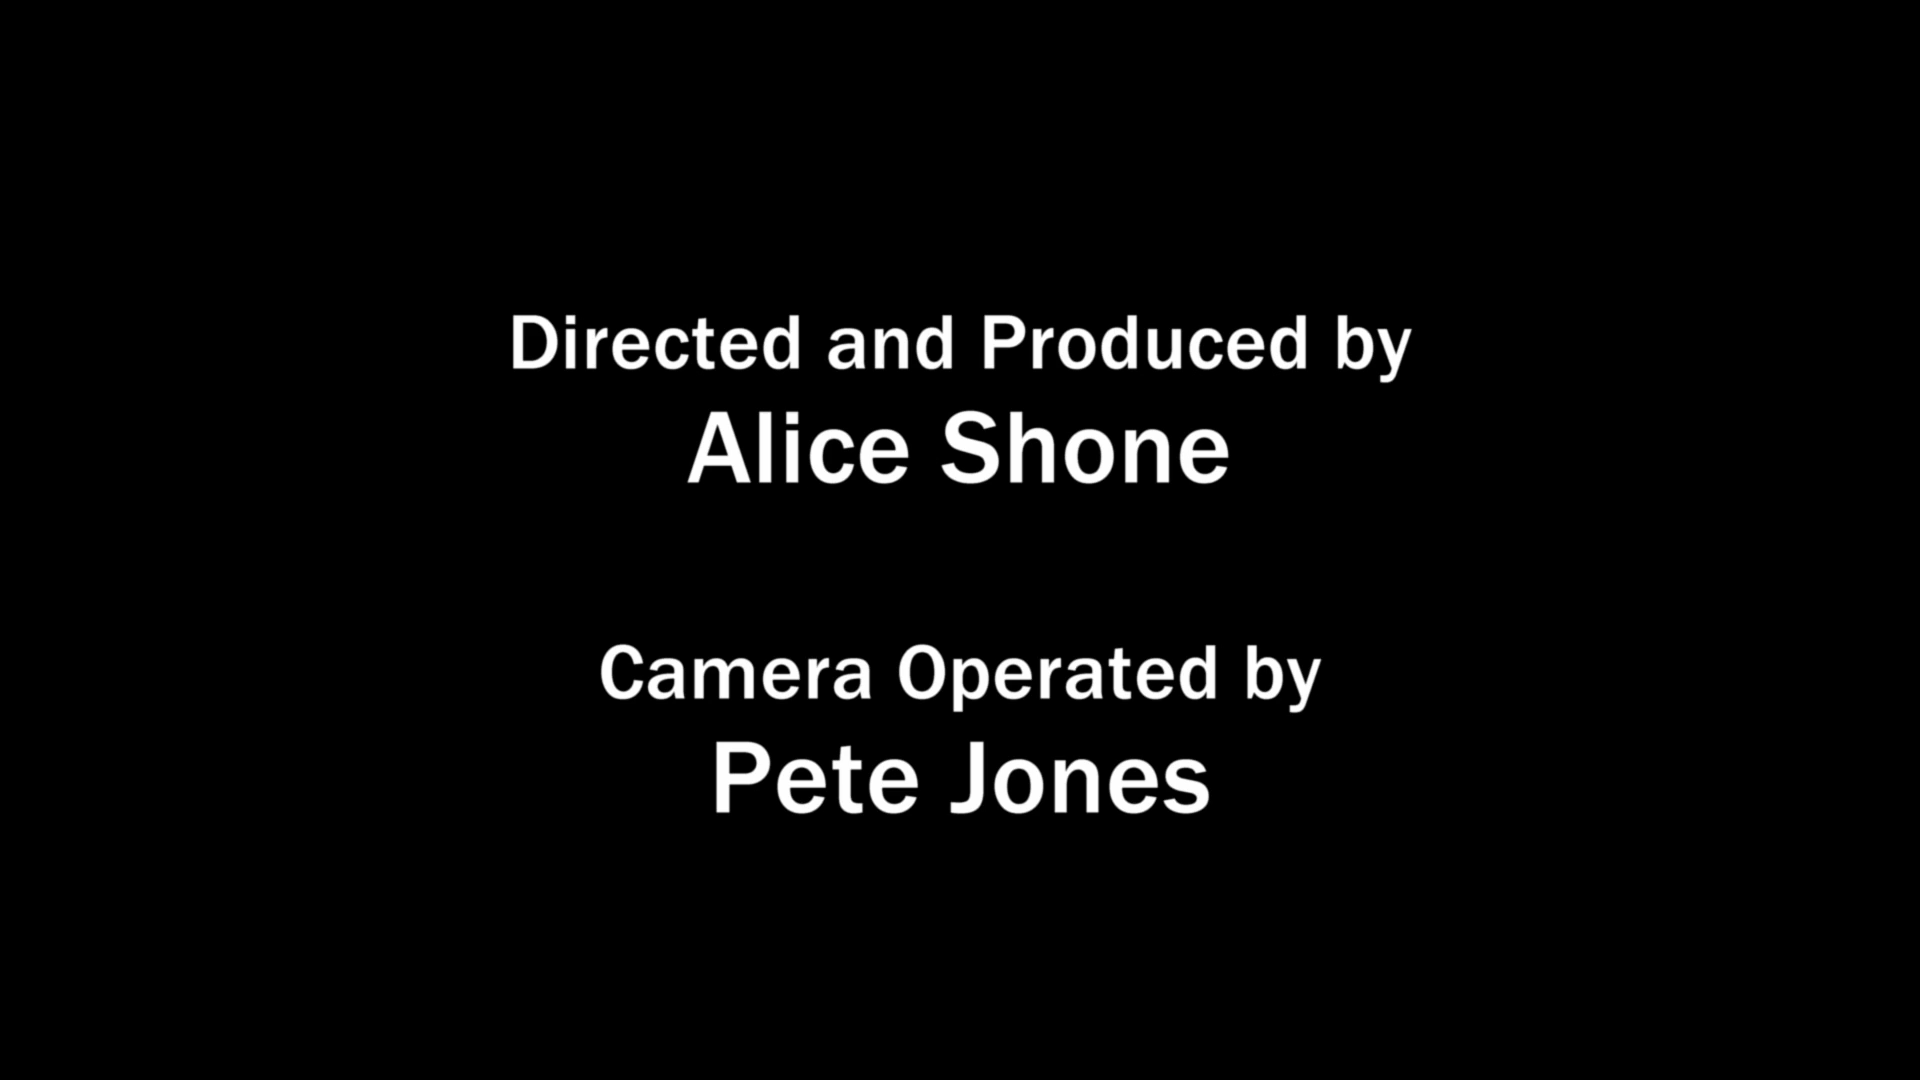 Directed and Produced by
Alice Shone
Camera Operated by
Pete Jones